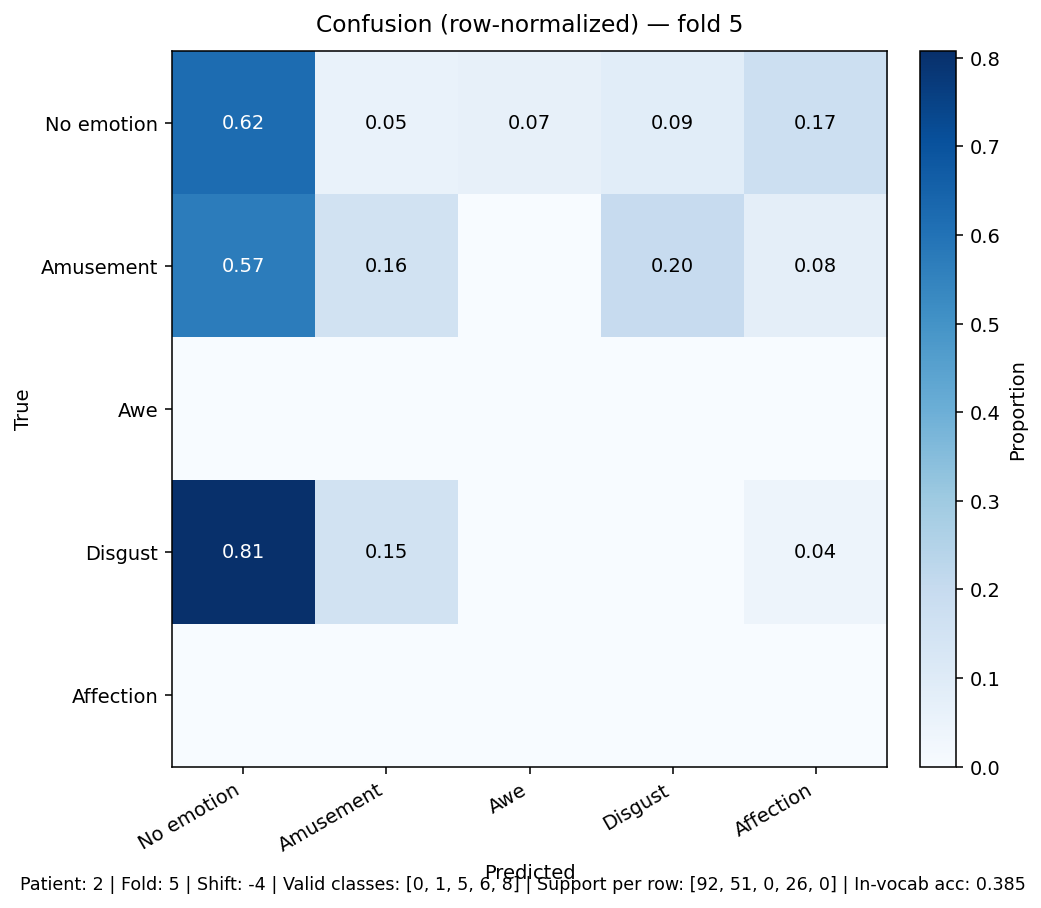 Confusion (row-normalized) — fold 5
No emotion 0.62 0.05 0.07 0.09 0.17
Amusement 0.57 0.16 0.20 0.08
Awe
Disgust 0.81 0.15 0.04
Affection
True
No emotion Amusement Awe Disgust Affection
Predicted
0.8
0.7
0.6
0.5
0.4
0.3
0.2
0.1
0.0
Proportion
Patient: 2 | Fold: 5 | Shift: -4 | Valid classes: [0, 1, 5, 6, 8] | Support per row: [92, 51, 0, 26, 0] | In-vocab acc: 0.385